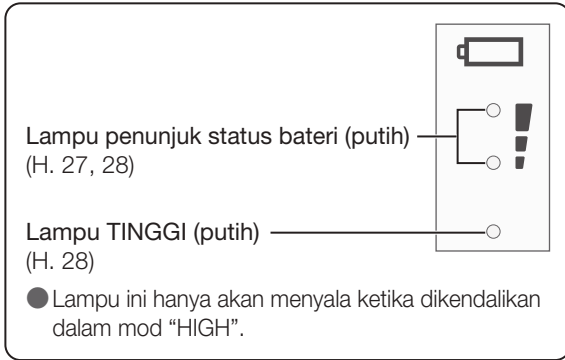 Lampu penunjuk status bateri (putih)
(H. 27, 28)
Lampu TINGGI (putih)
(H. 28)
●Lampu ini hanya akan menyala ketika dikendalikan
dalam mod “HIGH”.